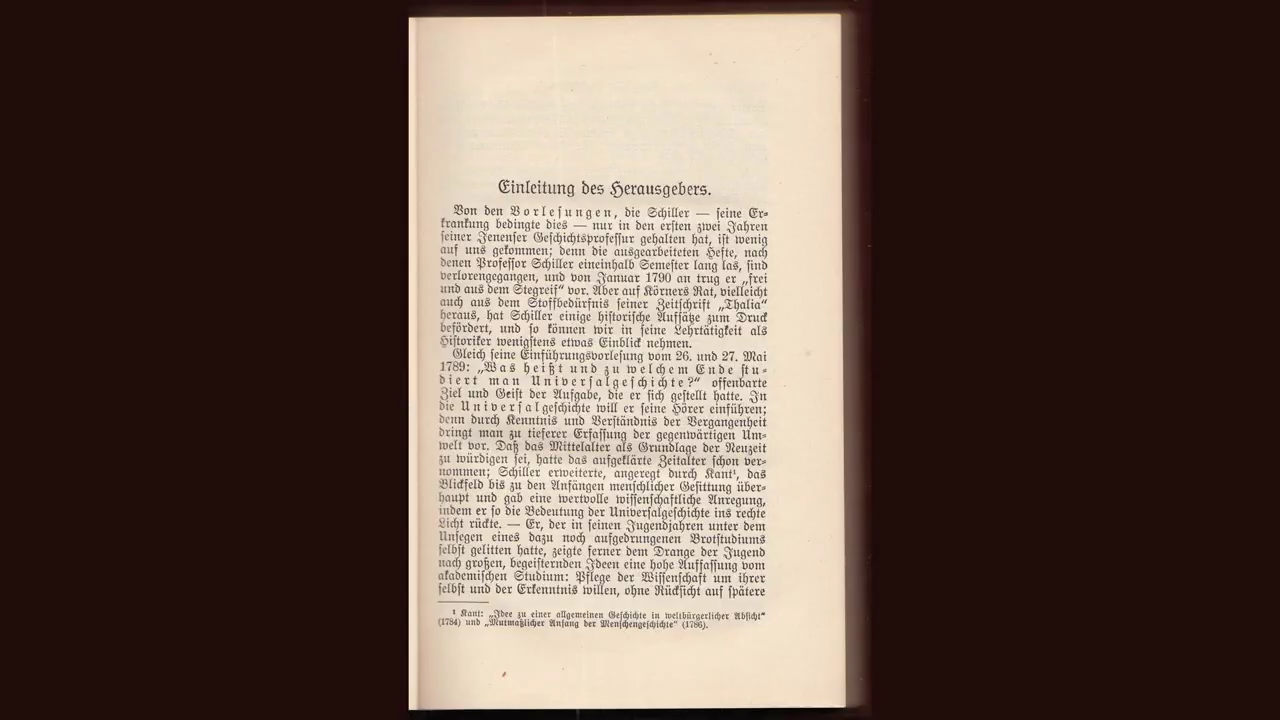 Einleitung des Herausgebers.
Von den Vorlesungen, die Schiller — seine Er-
krankung bedingte dies — nur in den ersten zwei Jahren
seiner Jenenser Geschichtsprofessur gehalten hat, ist wenig
auf uns gekommen; denn die ausgearbeiteten Hefte, nach
denen Professor Schiller eineinhalb Semester lang las, sind
verlorengegangen, und von Januar 1790 an trug er „frei
und aus dem Stegreif“ vor. Aber auf Körners Rat, vielleicht
auch aus dem Stoffbedürfnis seiner Zeitschrift „Thalia“
heraus, hat Schiller einige historische Aufsätze zum Druck
befördert, und so können wir in seine Lehrtätigkeit als
Historiker wenigstens etwas Einblick nehmen.
Gleich seine Einführungsvorlesung vom 26. und 27. Mai
1789: „Was heißt und zu welchem Ende stu-
diert man Universalgeschichte?“ offenbarte
Ziel und Geist der Aufgabe, die er sich gestellt hatte. In
die Universalgeschichte will er seine Hörer einführen;
denn durch Kenntnis und Verständnis der Vergangenheit
dringt man zu tieferer Erfassung der gegenwärtigen Um-
welt vor. Daß das Mittelalter als Grundlage der Neuzeit
zu würdigen sei, hatte das aufgeklärte Zeitalter schon ver-
nommen; Schiller erweiterte, angeregt durch Kant¹, das
Blickfeld bis zu den Anfängen menschlicher Gesittung über-
haupt und gab eine wertvolle wissenschaftliche Anregung,
indem er so die Bedeutung der Universalgeschichte ins rechte
Licht rückte. — Er, der in seinen Jugendjahren unter dem
Unsegen eines dazu noch aufgedrungenen Brotstudiums
selbst gelitten hatte, zeigte ferner dem Drange der Jugend
nach großen, begeisternden Ideen eine hohe Auffassung vom
akademischen Studium: Pflege der Wissenschaft um ihrer
selbst und der Erkenntnis willen, ohne Rücksicht auf spätere
¹ Kant: „Idee zu einer allgemeinen Geschichte in weltbürgerlicher Absicht“
(1784) und „Mutmaßlicher Anfang der Menschengeschichte“ (1786).